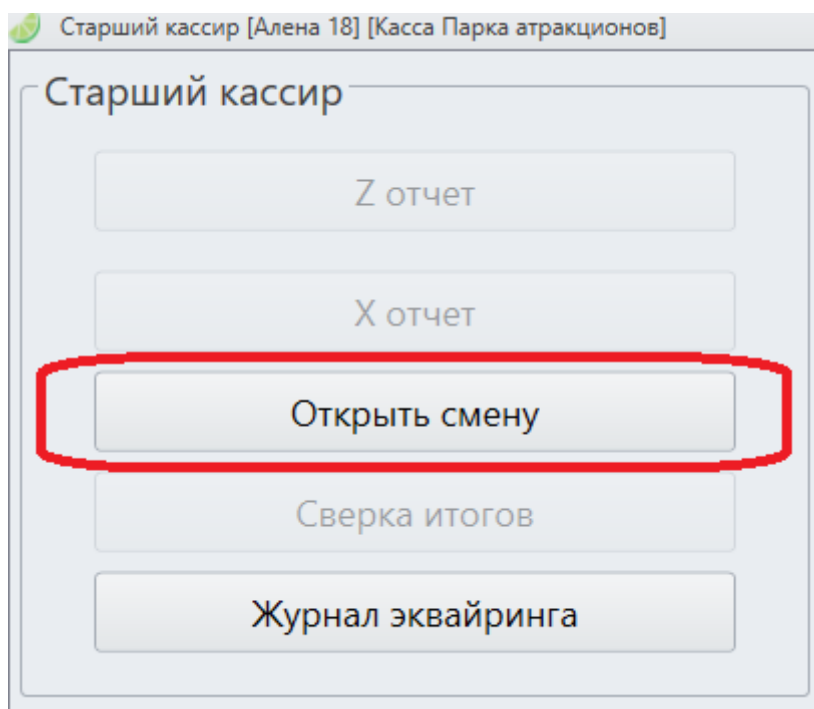 Старший кассир [Алена 18] [Касса Парка атракционов]
Старший кассир
Z отчет
X отчет
Открыть смену
Сверка итогов
Журнал эквайринга